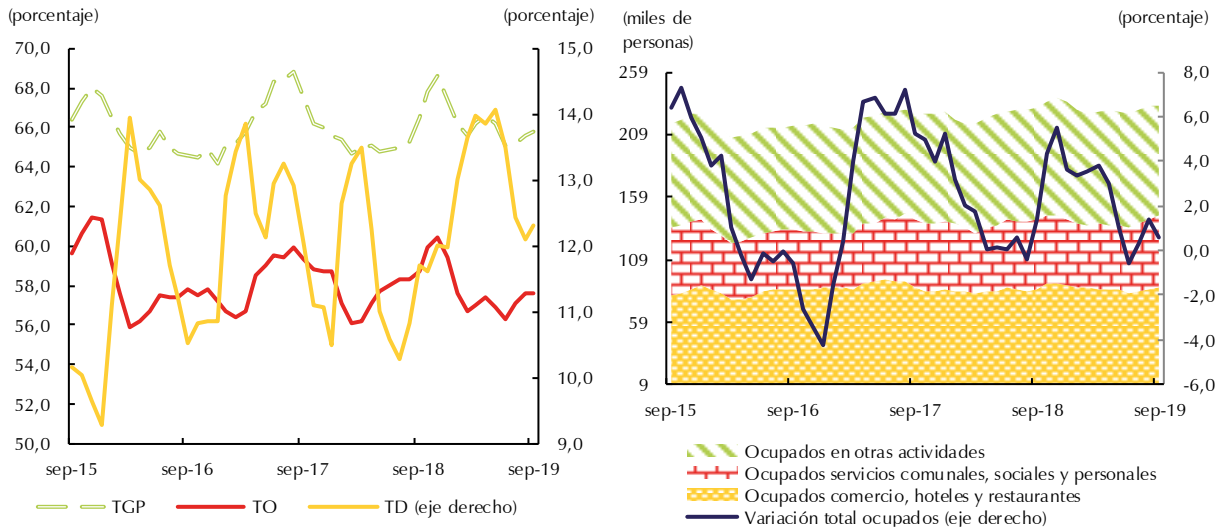 (porcentaje) (porcentaje)
70,0 15,0
68,0 14,0
66,0 13,0
64,0 12,0
62,0 11,0
60,0 10,0
58,0 9,0
56,0
54,0
52,0
50,0
sep-15 sep-16 sep-17 sep-18 sep-19
TGP TO TD (eje derecho)
(miles de (porcentaje)
personas)
259 8,0
209 6,0
159 4,0
109 2,0
59 0,0
9 -2,0
-4,0
-6,0
sep-15 sep-16 sep-17 sep-18 sep-19
Ocupados en otras actividades
Ocupados servicios comunales, sociales y personales
Ocupados comercio, hoteles y restaurantes
Variación total ocupados (eje derecho)